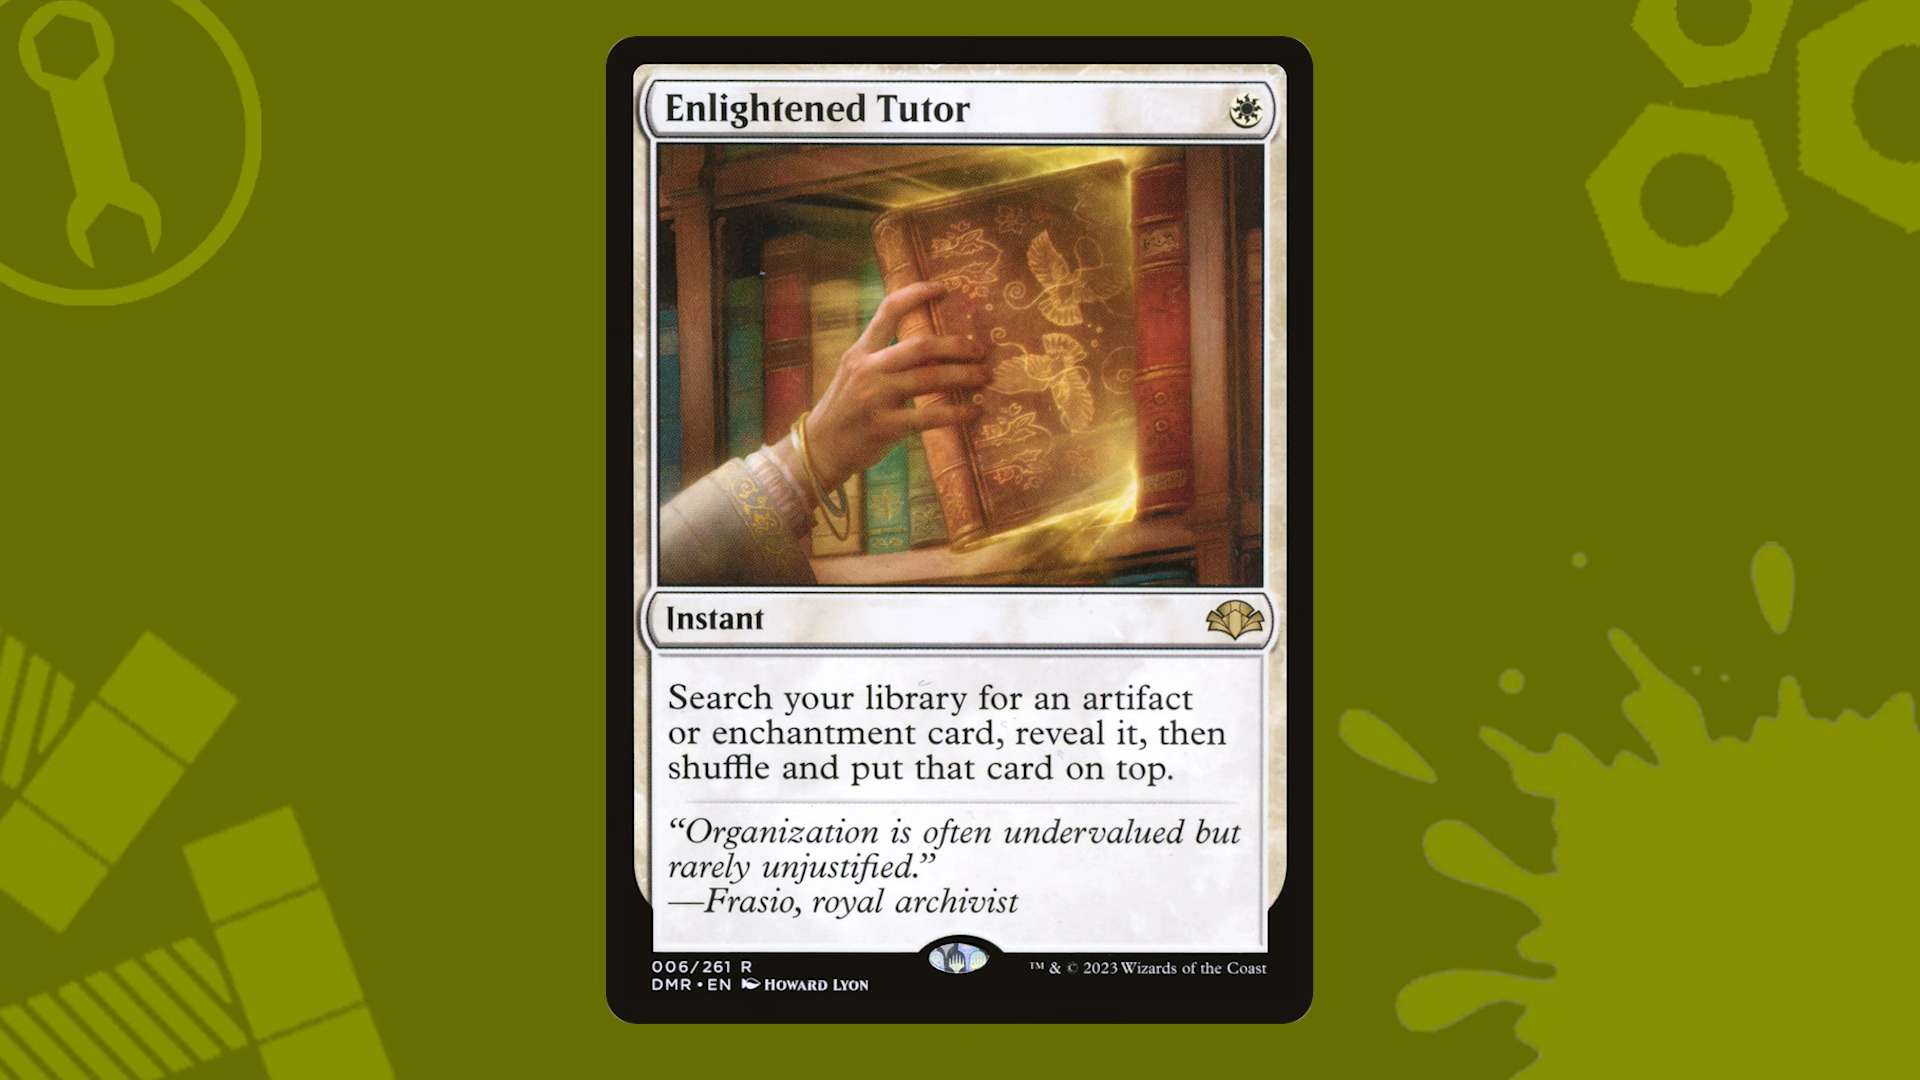 Enlightened Tutor
Instant
Search your library for an artifact
or enchantment card, reveal it, then
shuffle and put that card on top.
“Organization is often undervalued but
rarely unjustified.”
—Frasio, royal archivist
006/261 R
DMR • EN Howard Lyon
™ & © 2023 Wizards of the Coast